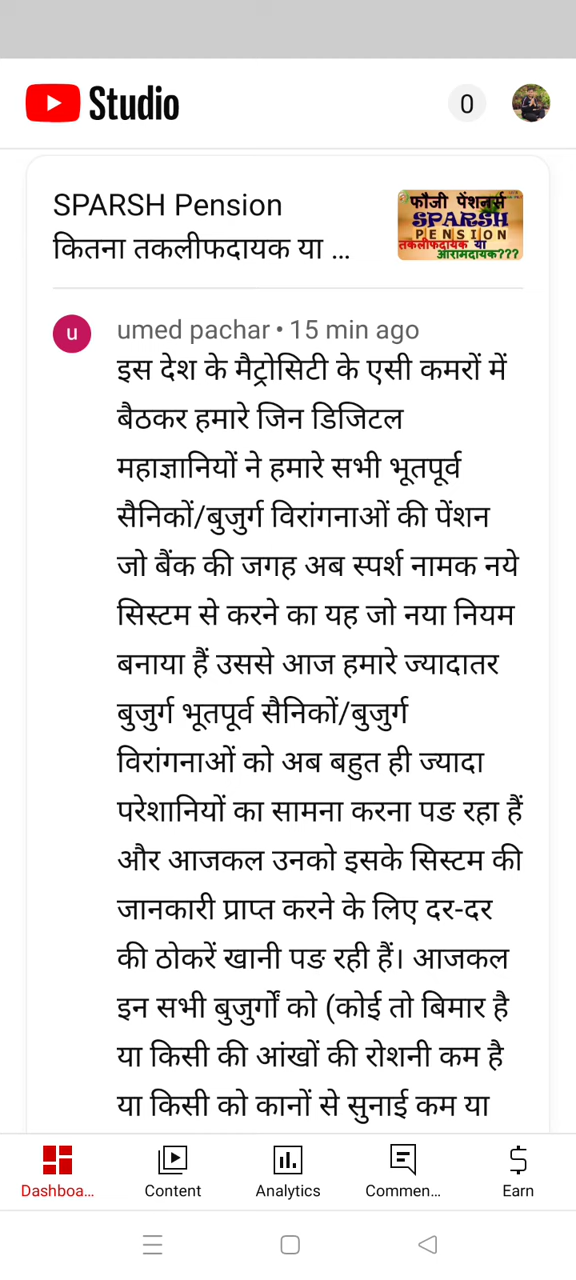 Studio
0
SPARSH Pension
कितना तकलीफदायक या ...
फौजी पेंशनर्स
SPARSH
PENSION
तकलीफदायक या
आरामदायक???
u
umed pachar • 15 min ago
इस देश के मैट्रोसिटी के एसी कमरों में
बैठकर हमारे जिन डिजिटल
महाज्ञानियों ने हमारे सभी भूतपूर्व
सैनिकों/बुजुर्ग विरांगनाओं की पेंशन
जो बैंक की जगह अब स्पर्श नामक नये
सिस्टम से करने का यह जो नया नियम
बनाया हैं उससे आज हमारे ज्यादातर
बुजुर्ग भूतपूर्व सैनिकों/बुजुर्ग
विरांगनाओं को अब बहुत ही ज्यादा
परेशानियों का सामना करना पङ रहा हैं
और आजकल उनको इसके सिस्टम की
जानकारी प्राप्त करने के लिए दर-दर
की ठोकरें खानी पङ रही हैं। आजकल
इन सभी बुजुर्गों को (कोई तो बिमार है
या किसी की आंखों की रोशनी कम है
या किसी को कानों से सुनाई कम या
Dashboa...
Content
Analytics
Commen...
Earn